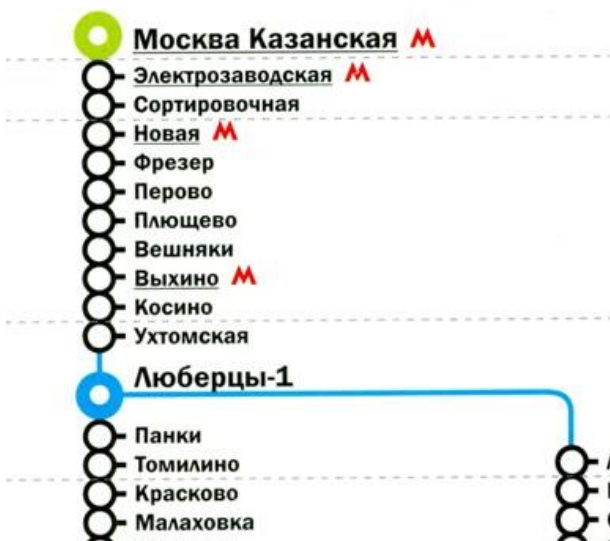 Москва Казанская
Электрозаводская
Сортировочная
Новая
Фрезер
Перово
Плющево
Вешняки
Выхино
Косино
Ухтомская
Люберцы-1
Панки
Томилино
Красково
Малаховка